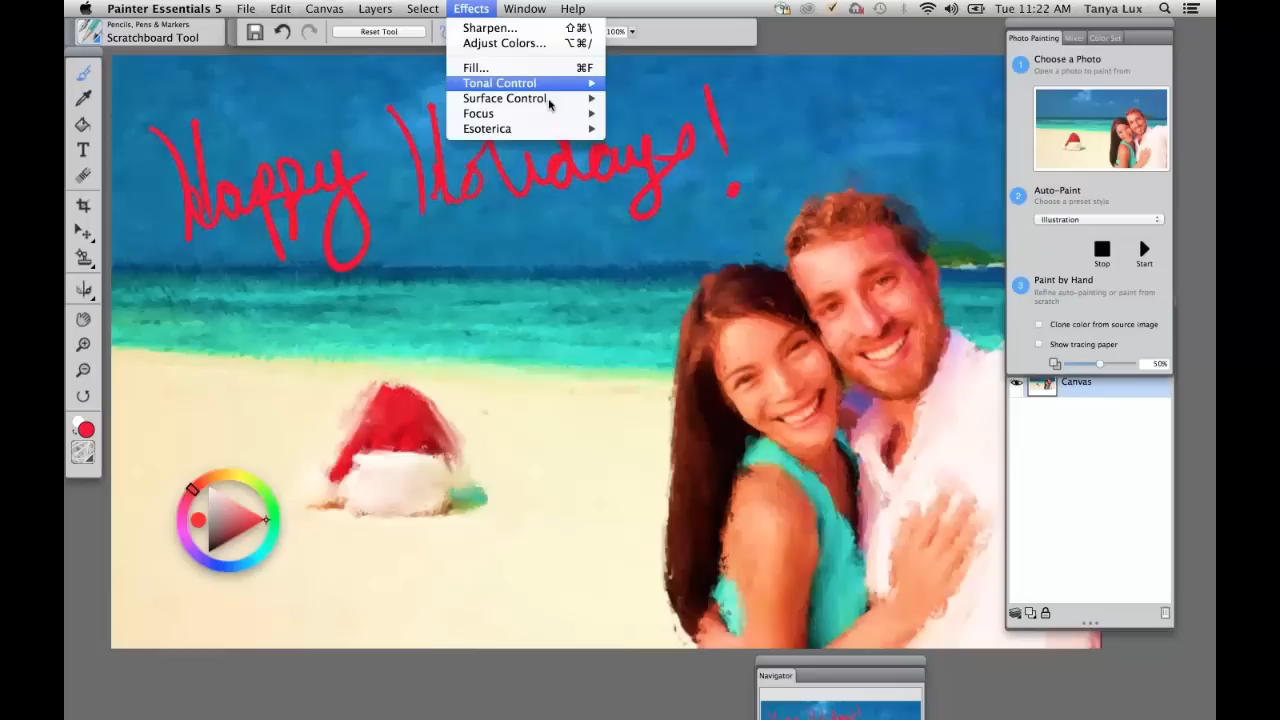 Painter Essentials 5 File Edit Canvas Layers Select Effects Window Help Tue 11:22 AM Tanya Lux
Pencils, Pens & Markers
Scratchboard Tool
Reset Tool
100%
Sharpen... ⇧⌘\
Adjust Colors... ⌥⌘/
Fill... ⌘F
Tonal Control
Surface Control
Focus
Esoterica
Happy Holidays!
Photo Painting Mixer Color Set
1 Choose a Photo
Open a photo to paint from
2 Auto-Paint
Choose a preset style
Illustration
Stop Start
3 Paint by Hand
Refine auto-painting or paint from
scratch
Clone color from source image
Show tracing paper
50%
Canvas
T
Navigator